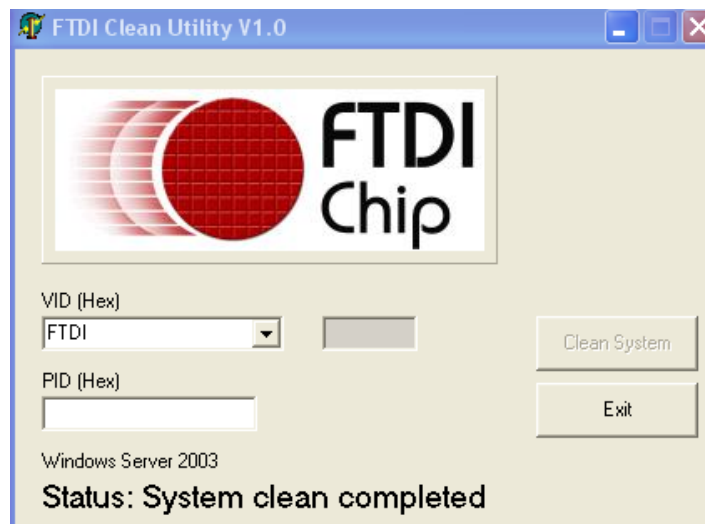 FTDI Clean Utility V1.0
FTDI
Chip
VID (Hex)
FTDI
Clean System
PID (Hex)
Exit
Windows Server 2003
Status: System clean completed